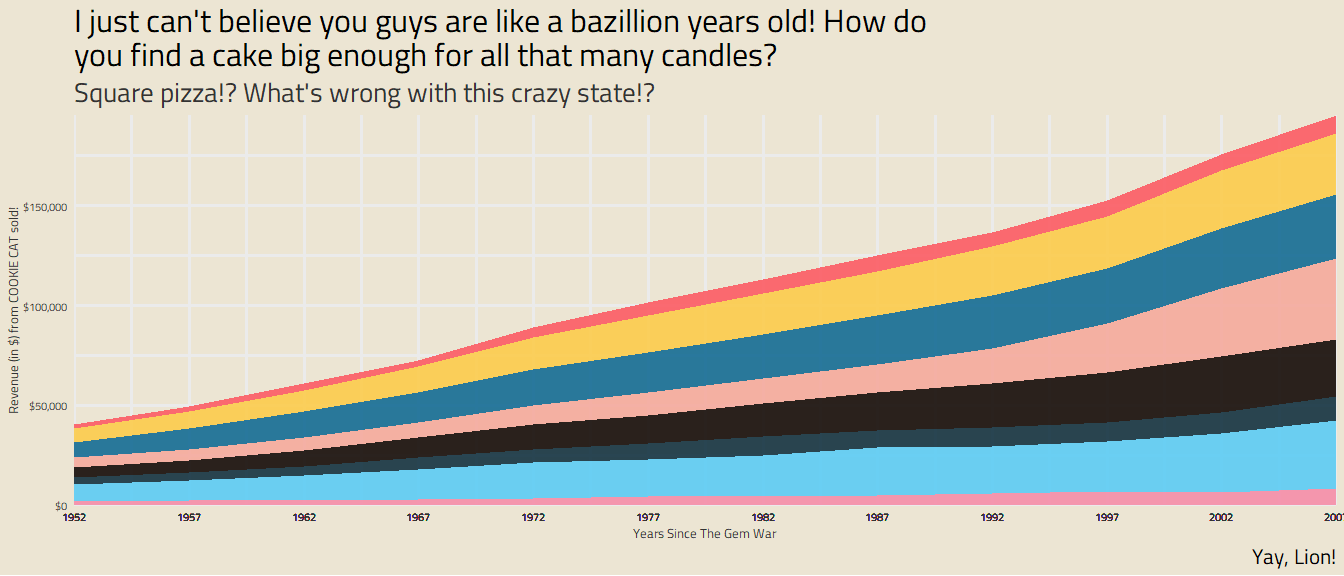 I just can't believe you guys are like a bazillion years old! How do
you find a cake big enough for all that many candles?
Square pizza!? What's wrong with this crazy state!?
Revenue (in $) from COOKIE CAT sold!
$150,000
$100,000
$50,000
$0
1952 1957 1962 1967 1972 1977 1982 1987 1992 1997 2002 2007
Years Since The Gem War
Yay, Lion!